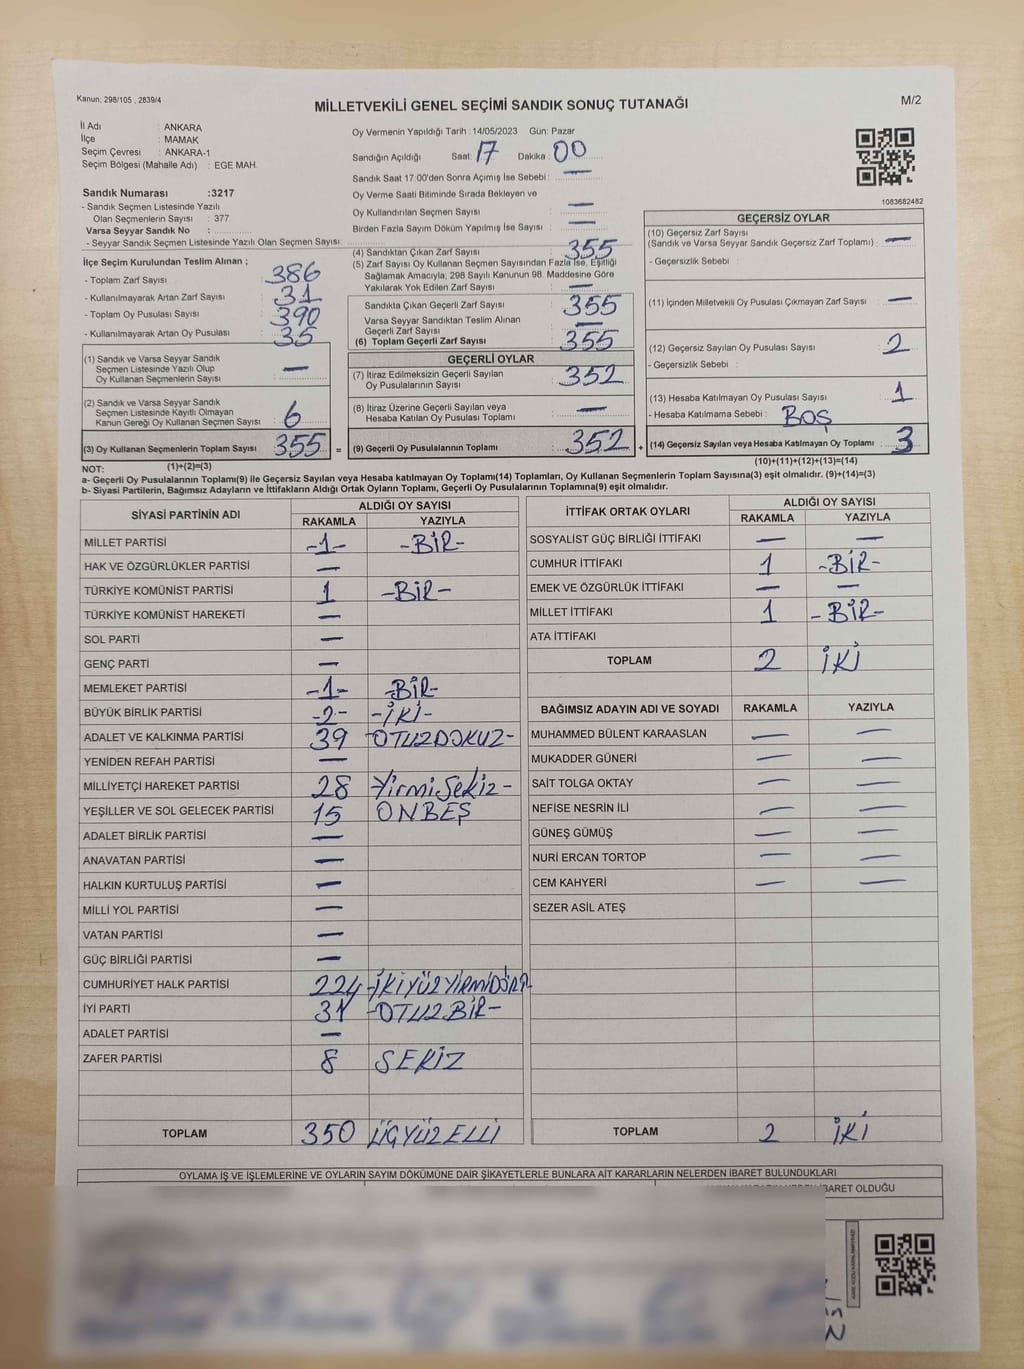 Kanun; 298/105 , 2839/4
MİLLETVEKİLİ GENEL SEÇİMİ SANDIK SONUÇ TUTANAĞI
M/2
İl Adı : ANKARA
İlçe : MAMAK
Seçim Çevresi : ANKARA-1
Seçim Bölgesi (Mahalle Adı) : EGE MAH.
Oy Vermenin Yapıldığı Tarih :14/05/2023 Gün: Pazar
Sandığın Açıldığı Saat: 17 Dakika : 00
Sandık Saat 17:00'den Sonra Açımış İse Sebebi : —
Oy Verme Saati Bitiminde Sırada Bekleyen ve
Oy Kullandırılan Seçmen Sayısı —
Birden Fazla Sayım Döküm Yapılmış İse Sayısı : —
1083682482
Sandık Numarası :3217
- Sandık Seçmen Listesinde Yazılı
Olan Seçmenlerin Sayısı : 377
Varsa Seyyar Sandık No :
- Seyyar Sandık Seçmen Listesinde Yazılı Olan Seçmen Sayısı:
İlçe Seçim Kurulundan Teslim Alınan ;
- Toplam Zarf Sayısı : 386
- Kullanılmayarak Artan Zarf Sayısı : 31
- Toplam Oy Pusulası Sayısı : 390
- Kullanılmayarak Artan Oy Pusulası : 35
(1) Sandık ve Varsa Seyyar Sandık
Seçmen Listesinde Yazılı Olup
Oy Kullanan Seçmenlerin Sayısı : —
(2) Sandık ve Varsa Seyyar Sandık
Seçmen Listesinde Kayıtlı Olmayan
Kanun Gereği Oy Kullanan Seçmen Sayısı : 6
(3) Oy Kullanan Seçmenlerin Toplam Sayısı : 355 =
(4) Sandıktan Çıkan Zarf Sayısı : 355
(5) Zarf Sayısı Oy Kullanan Seçmen Sayısından Fazla İse, Eşitliği
Sağlamak Amacıyla, 298 Sayılı Kanunun 98. Maddesine Göre
Yakılarak Yok Edilen Zarf Sayısı : —
Sandıkta Çıkan Geçerli Zarf Sayısı : 355
Varsa Seyyar Sandıktan Teslim Alınan
Geçerli Zarf Sayısı : —
(6) Toplam Geçerli Zarf Sayısı : 355
GEÇERLİ OYLAR
(7) İtiraz Edilmeksizin Geçerli Sayılan
Oy Pusulalarının Sayısı : 352
(8) İtiraz Üzerine Geçerli Sayılan veya
Hesaba Katılan Oy Pusulası Toplamı : —
(9) Geçerli Oy Pusulalarının Toplamı : 352 +
GEÇERSİZ OYLAR
(10) Geçersiz Zarf Sayısı
(Sandık ve Varsa Seyyar Sandık Geçersiz Zarf Toplamı) : —
- Geçersizlik Sebebi :
(11) İçinden Milletvekili Oy Pusulası Çıkmayan Zarf Sayısı : —
(12) Geçersiz Sayılan Oy Pusulası Sayısı : 2
- Geçersizlik Sebebi :
(13) Hesaba Katılmayan Oy Pusulası Sayısı : 1
- Hesaba Katılmama Sebebi : BOŞ
(14) Geçersiz Sayılan veya Hesaba Katılmayan Oy Toplamı : 3
NOT: (1)+(2)=(3)
(10)+(11)+(12)+(13)=(14)
a- Geçerli Oy Pusulalarının Toplamı(9) ile Geçersiz Sayılan veya Hesaba katılmayan Oy Toplamı(14) Toplamları, Oy Kullanan Seçmenlerin Toplam Sayısına(3) eşit olmalıdır. (9)+(14)=(3)
b- Siyasi Partilerin, Bağımsız Adayların ve İttifakların Aldığı Ortak Oyların Toplamı, Geçerli Oy Pusulalarının Toplamına(9) eşit olmalıdır.
SİYASİ PARTİNİN ADI ALDIĞI OY SAYISI
RAKAMLA YAZIYLA
MİLLET PARTİSİ -1- -BİR-
HAK VE ÖZGÜRLÜKLER PARTİSİ —
TÜRKİYE KOMÜNİST PARTİSİ 1 -BİR-
TÜRKİYE KOMÜNİST HAREKETİ —
SOL PARTİ —
GENÇ PARTİ —
MEMLEKET PARTİSİ -1- -BİR-
BÜYÜK BİRLİK PARTİSİ -2- -İKİ-
ADALET VE KALKINMA PARTİSİ 39 -OTUZDOKUZ-
YENİDEN REFAH PARTİSİ —
MİLLİYETÇİ HAREKET PARTİSİ 28 -YirmiSekiz-
YEŞİLLER VE SOL GELECEK PARTİSİ 15 ONBEŞ
ADALET BİRLİK PARTİSİ —
ANAVATAN PARTİSİ —
HALKIN KURTULUŞ PARTİSİ —
MİLLİ YOL PARTİSİ —
VATAN PARTİSİ —
GÜÇ BİRLİĞİ PARTİSİ —
CUMHURİYET HALK PARTİSİ 224 -İKİYÜZYİRMİDÖRT-
İYİ PARTİ 31 -OTUZBİR-
ADALET PARTİSİ —
ZAFER PARTİSİ 8 SEKİZ
TOPLAM 350 ÜÇYÜZELLİ
İTTİFAK ORTAK OYLARI ALDIĞI OY SAYISI
RAKAMLA YAZIYLA
SOSYALİST GÜÇ BİRLİĞİ İTTİFAKI — —
CUMHUR İTTİFAKI 1 -BİR-
EMEK VE ÖZGÜRLÜK İTTİFAKI — —
MİLLET İTTİFAKI 1 -BİR-
ATA İTTİFAKI
TOPLAM 2 İKİ
BAĞIMSIZ ADAYIN ADI VE SOYADI RAKAMLA YAZIYLA
MUHAMMED BÜLENT KARAASLAN — —
MUKADDER GÜNERİ — —
SAİT TOLGA OKTAY — —
NEFİSE NESRİN İLİ — —
GÜNEŞ GÜMÜŞ — —
NURİ ERCAN TORTOP — —
CEM KAHYERİ — —
SEZER ASİL ATEŞ
TOPLAM 2 İKİ
OYLAMA İŞ VE İŞLEMLERİNE VE OYLARIN SAYIM DÖKÜMÜNE DAİR ŞİKAYETLERLE BUNLARA AİT KARARLARIN NELERDEN İBARET BULUNDUKLARI
İBARET OLDUĞU